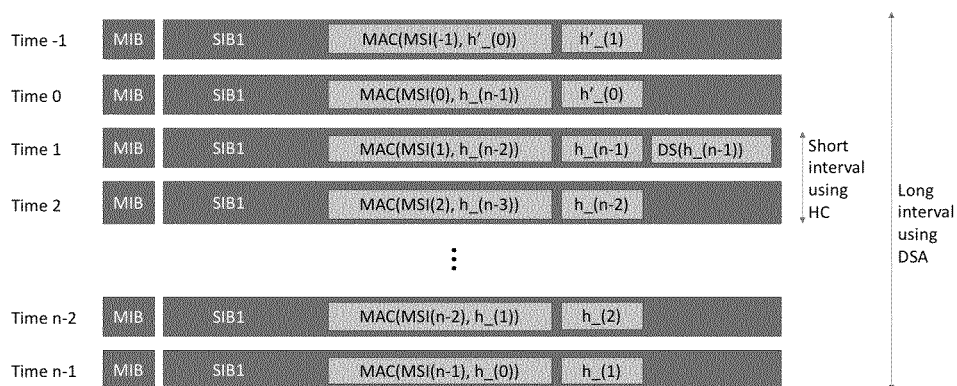 Time -1 MIB SIB1 MAC(MSI(-1), h'_(0)) h'_(1)
Time 0 MIB SIB1 MAC(MSI(0), h_(n-1)) h'_(0)
Time 1 MIB SIB1 MAC(MSI(1), h_(n-2)) h_(n-1) DS(h_(n-1))
Time 2 MIB SIB1 MAC(MSI(2), h_(n-3)) h_(n-2)
Short
interval
using
HC
Long
interval
using
DSA
⋮
Time n-2 MIB SIB1 MAC(MSI(n-2), h_(1)) h_(2)
Time n-1 MIB SIB1 MAC(MSI(n-1), h_(0)) h_(1)